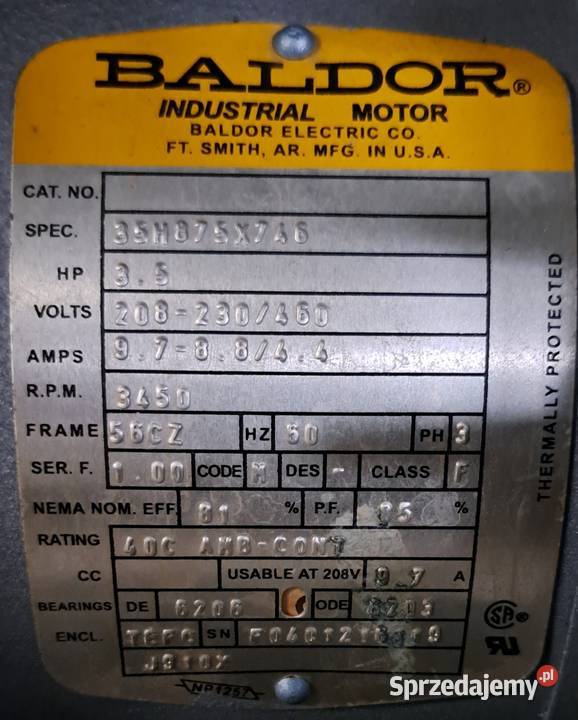 BALDOR®
INDUSTRIAL MOTOR
BALDOR ELECTRIC CO.
FT. SMITH, AR. MFG. IN U.S.A.
CAT. NO.
SPEC. 35H875X746
HP 3.5
VOLTS 208-230/460
AMPS 9.7-8.8/4.4
R.P.M. 3450
FRAME 56CZ HZ 50 PH 3
SER. F. 1.00 CODE DES - CLASS F
NEMA NOM. EFF. 81 % P.F. %
RATING 40C AMB-CONT
CC USABLE AT 208V 9.7 A
BEARINGS DE 6206 ODE 6203
ENCL. TEFC SN
J910X
NP1257
THERMALLY PROTECTED
Sprzedajemy.pl